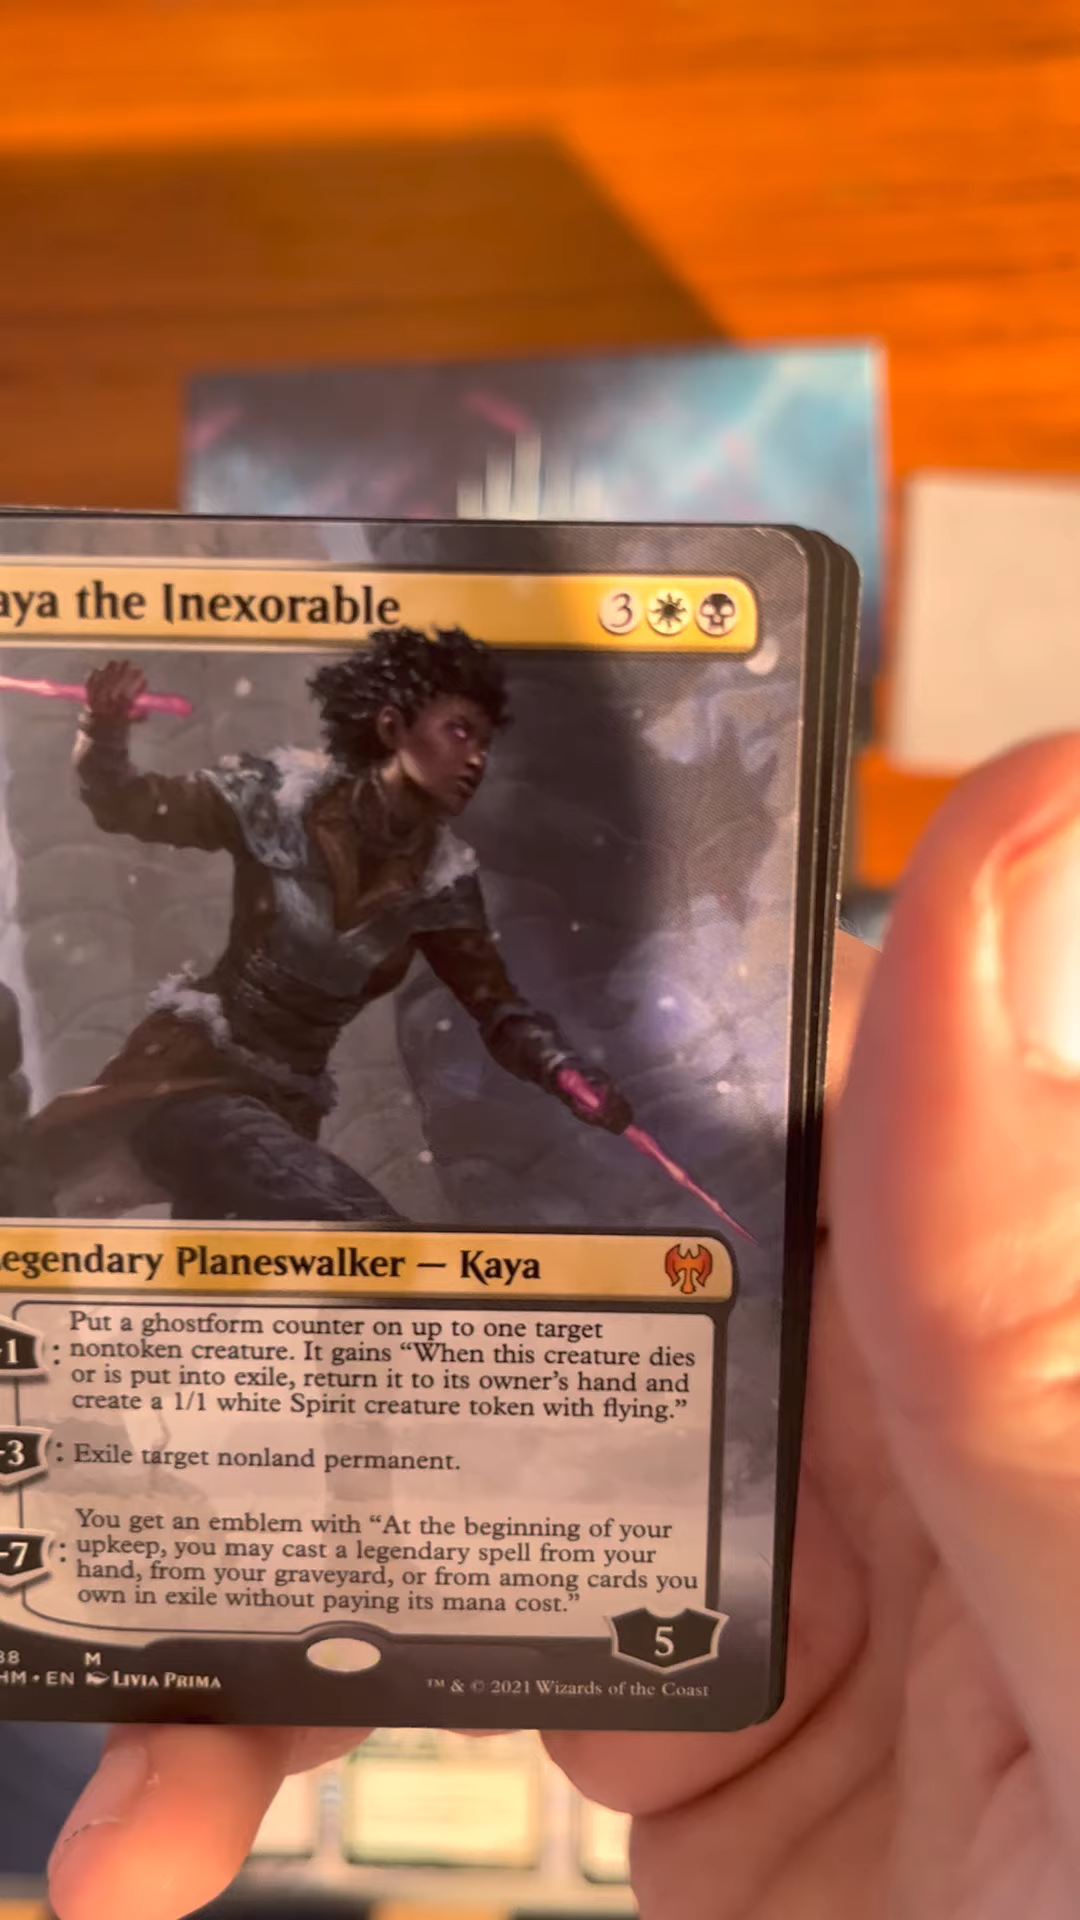 aya the Inexorable 3
Legendary Planeswalker — Kaya
Put a ghostform counter on up to one target
-1: nontoken creature. It gains “When this creature dies
or is put into exile, return it to its owner’s hand and
create a 1/1 white Spirit creature token with flying.”
-3: Exile target nonland permanent.
You get an emblem with “At the beginning of your
-7: upkeep, you may cast a legendary spell from your
hand, from your graveyard, or from among cards you
own in exile without paying its mana cost.”
5
38 M
HM • EN LIVIA PRIMA
™ & © 2021 Wizards of the Coast